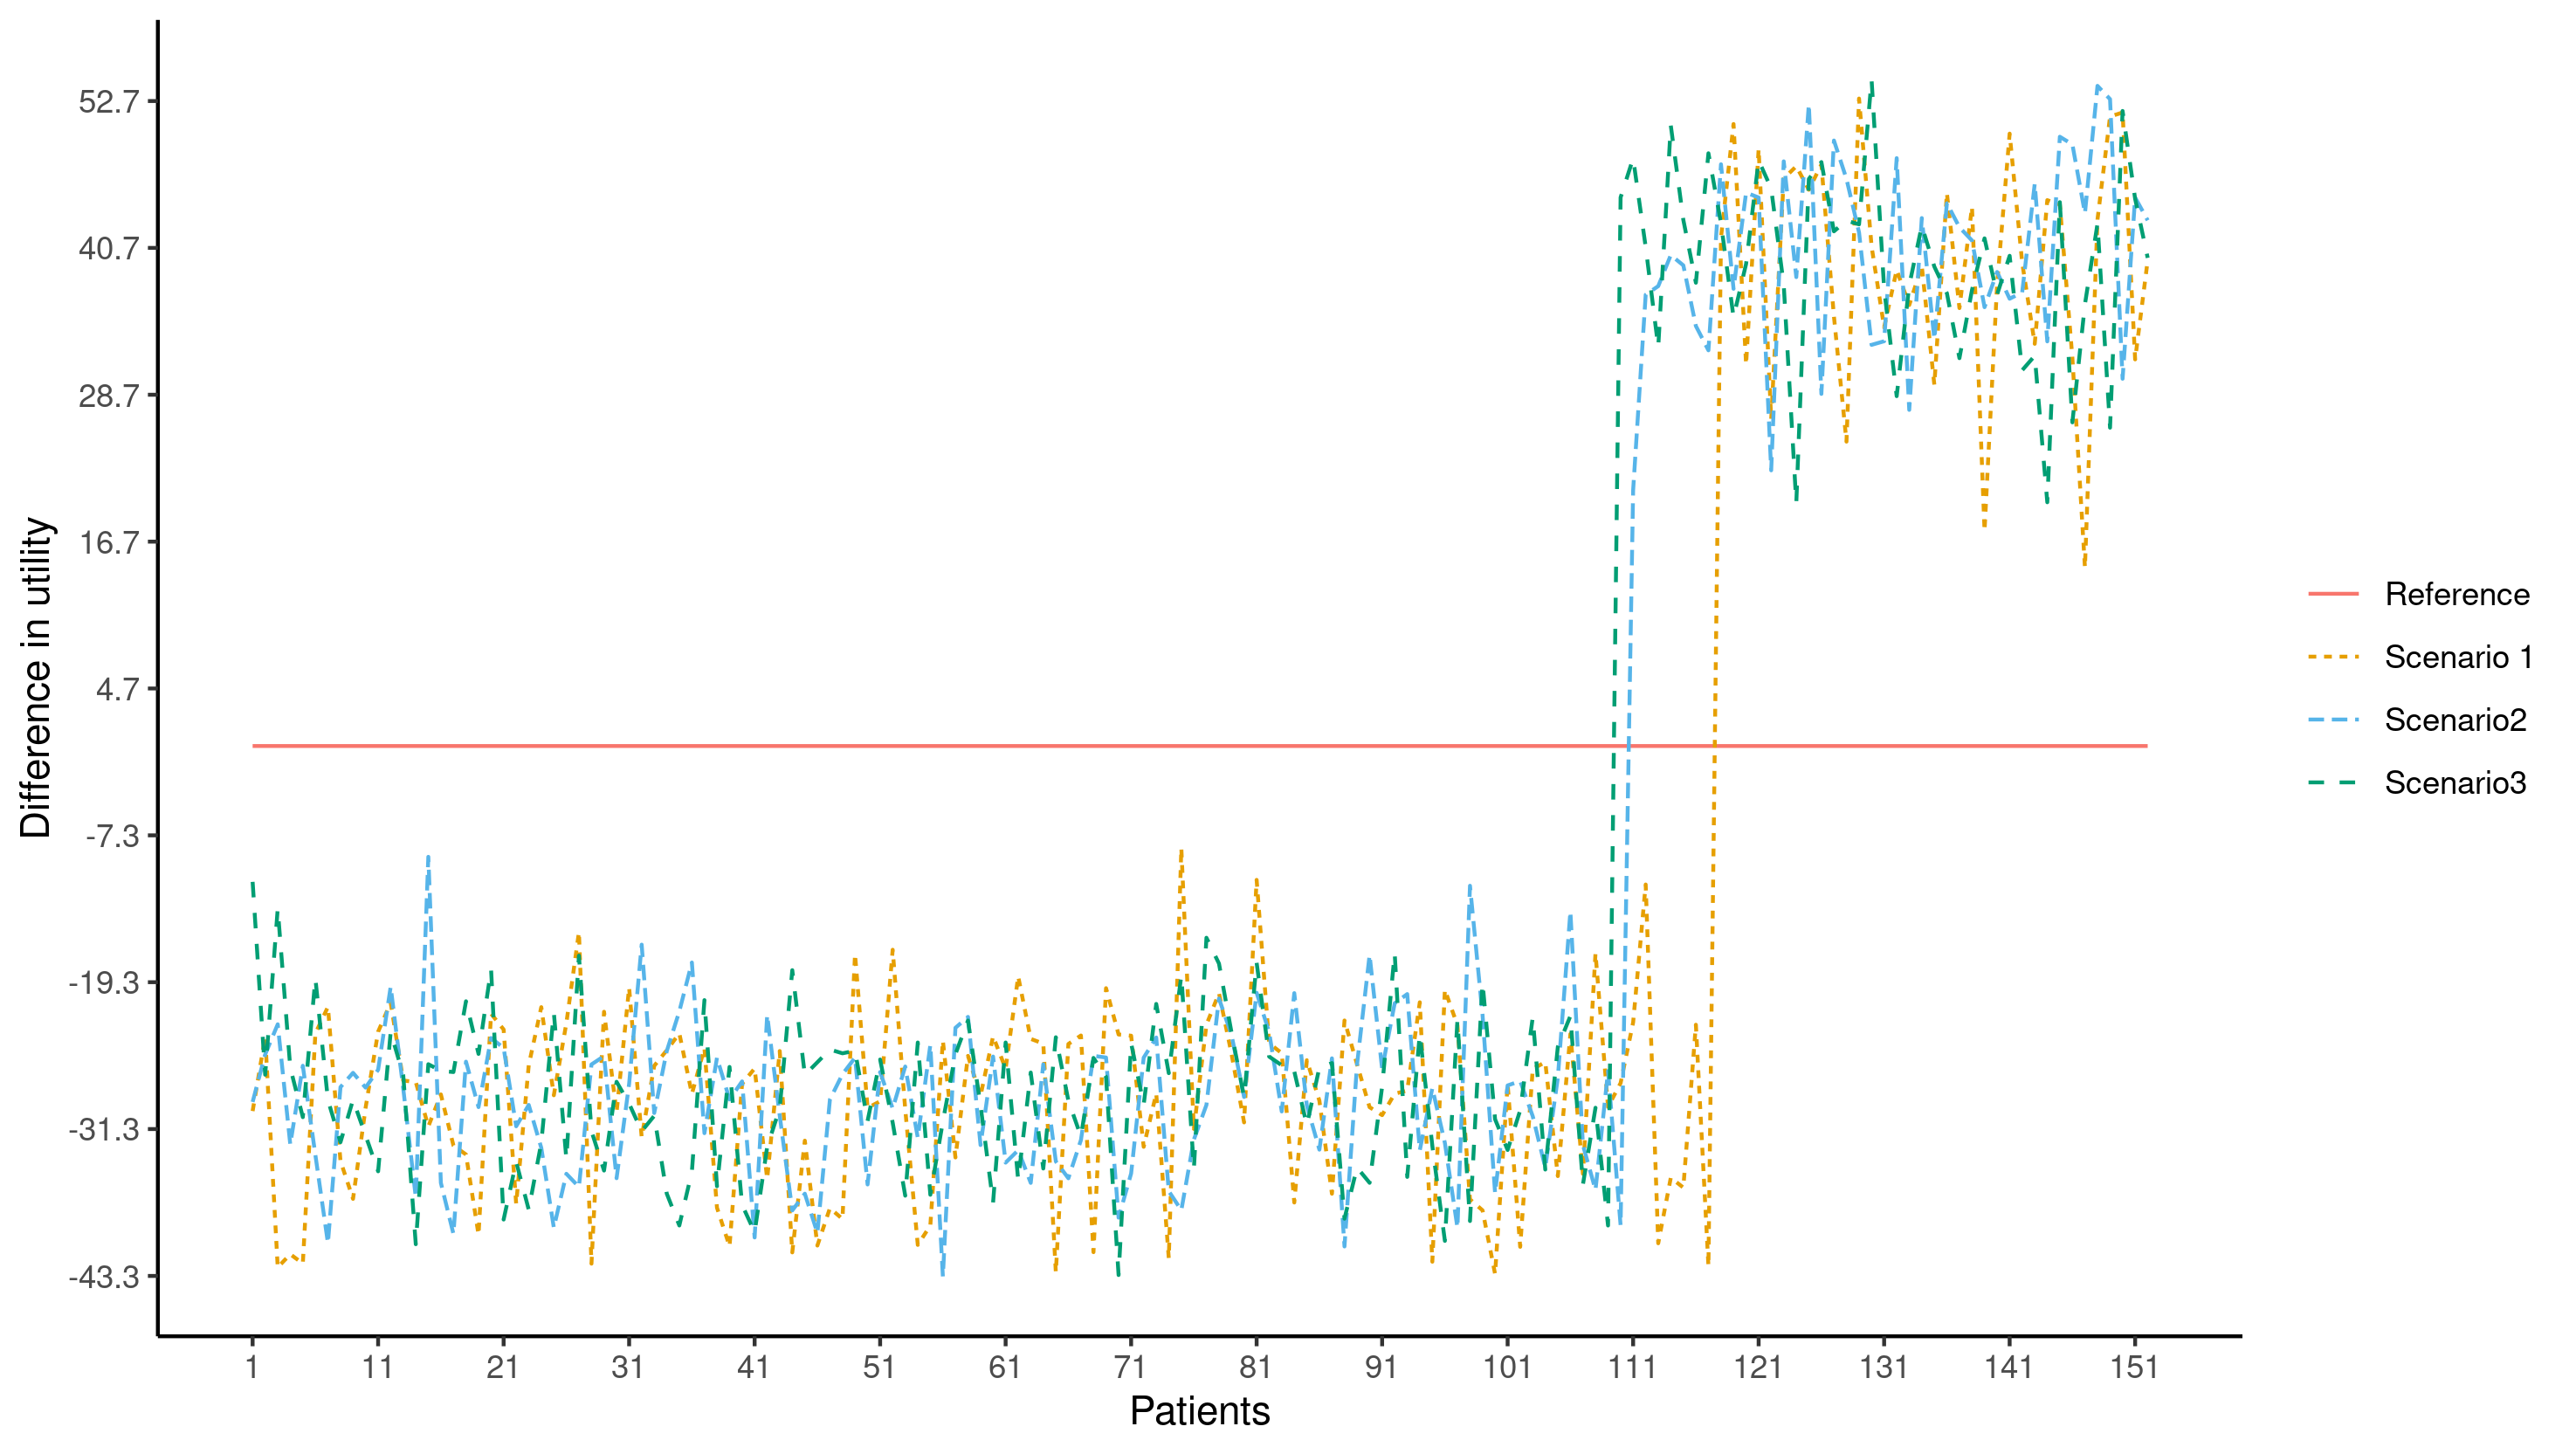 Difference in utility
52.7
40.7
28.7
16.7
4.7
-7.3
-19.3
-31.3
-43.3
1 11 21 31 41 51 61 71 81 91 101 111 121 131 141 151
Patients
Reference
Scenario 1
Scenario2
Scenario3